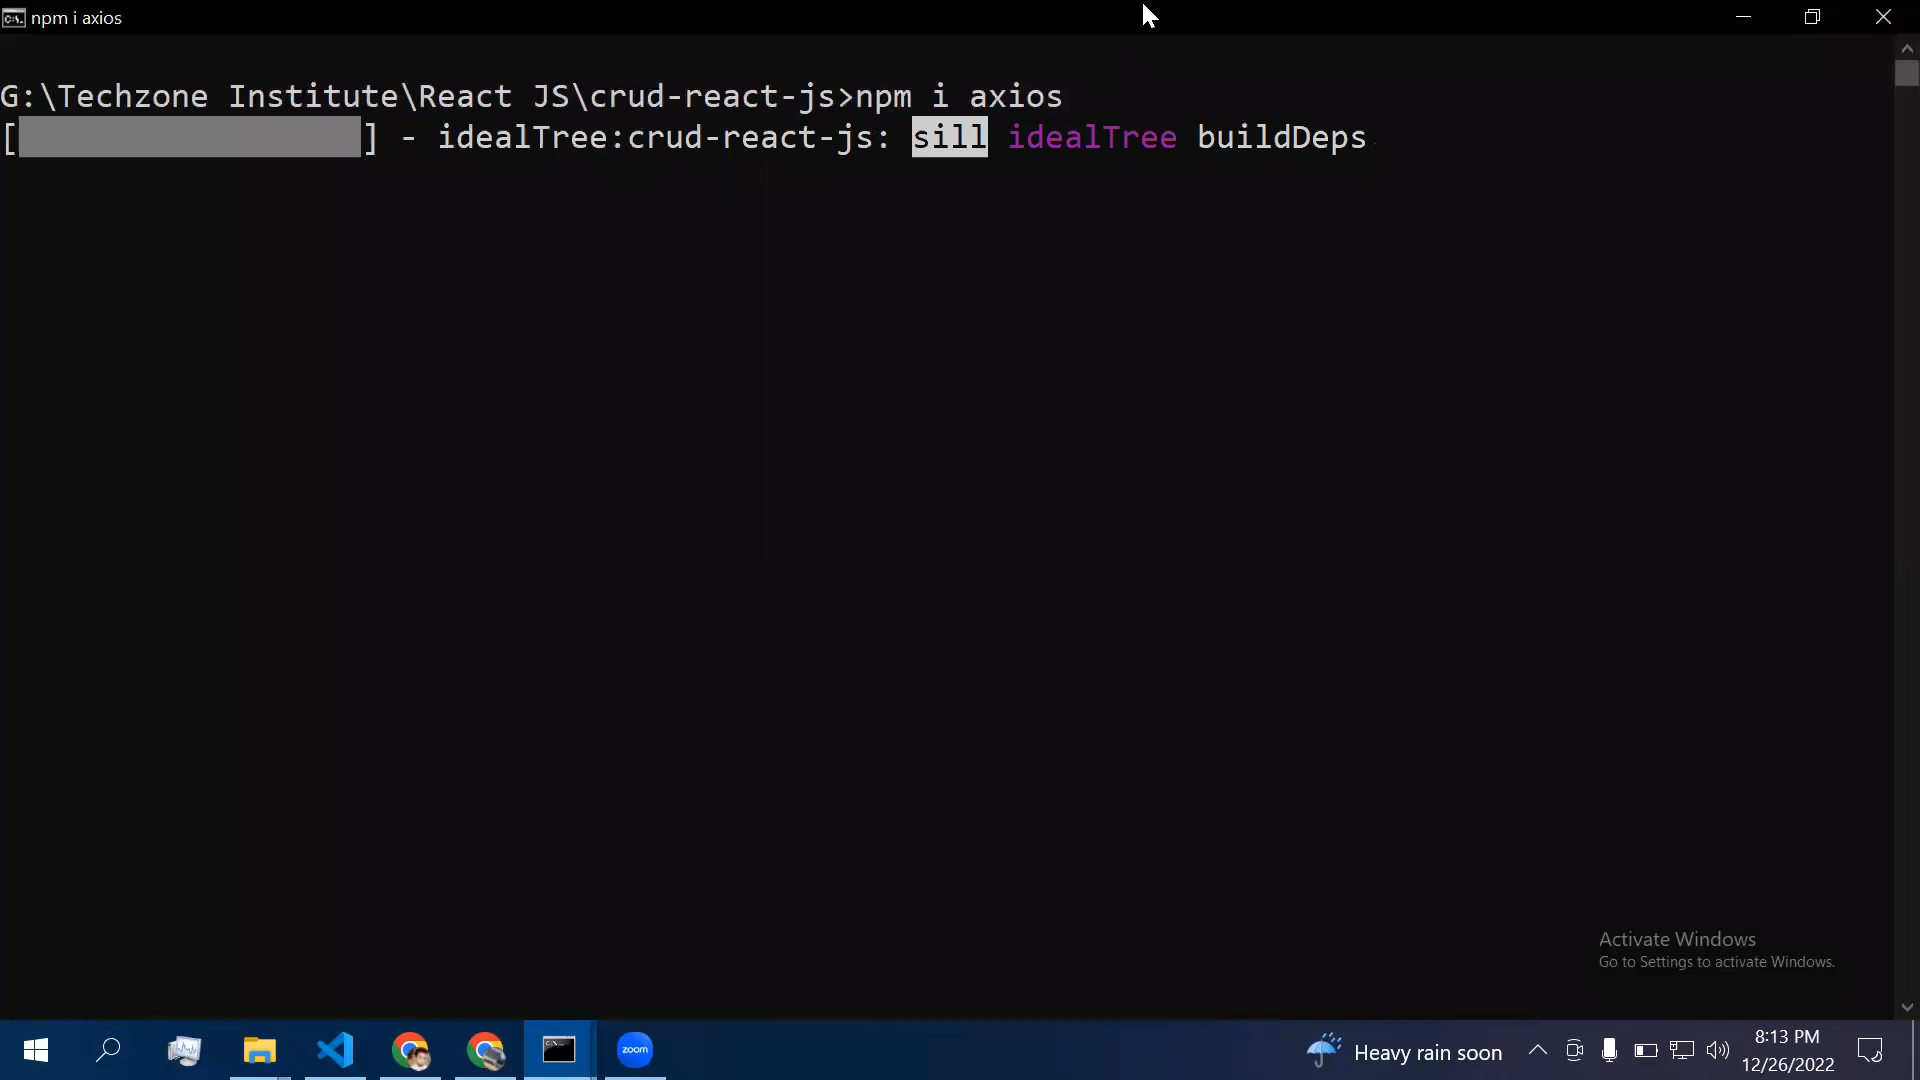 npm i axios
G:\Techzone Institute\React JS\crud-react-js>npm i axios
[                  ] - idealTree:crud-react-js: sill idealTree buildDeps
Activate Windows
Go to Settings to activate Windows.
zoom
Heavy rain soon
8:13 PM
12/26/2022